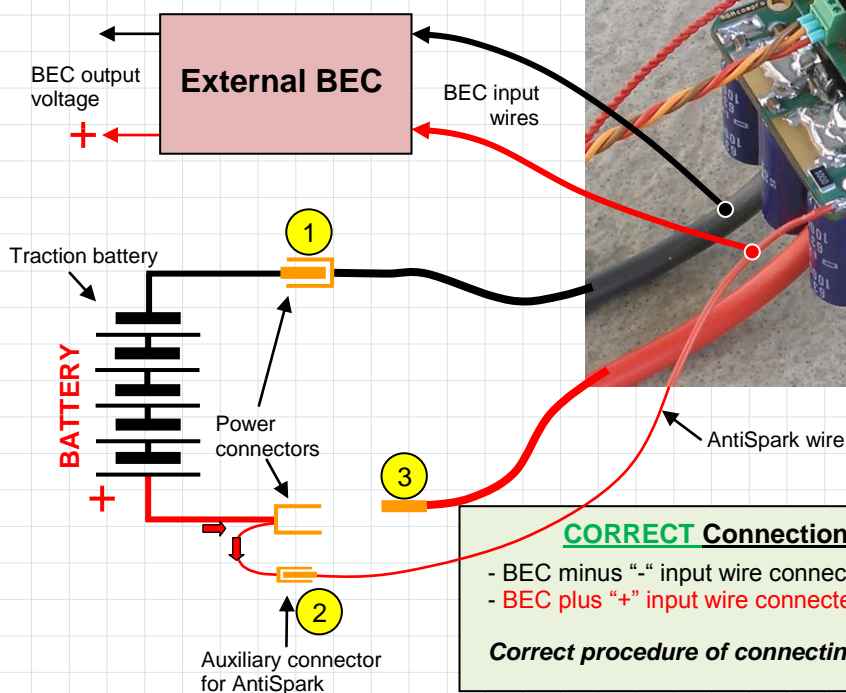 External BEC
BEC output
voltage
+
BEC input
wires
1
Traction battery
BATTERY
+
Power
connectors
3
AntiSpark wire
2
Auxiliary connector
for AntiSpark
CORRECT Connection
- BEC minus “-“ input wire connec
- BEC plus “+” input wire connecte
Correct procedure of connectin